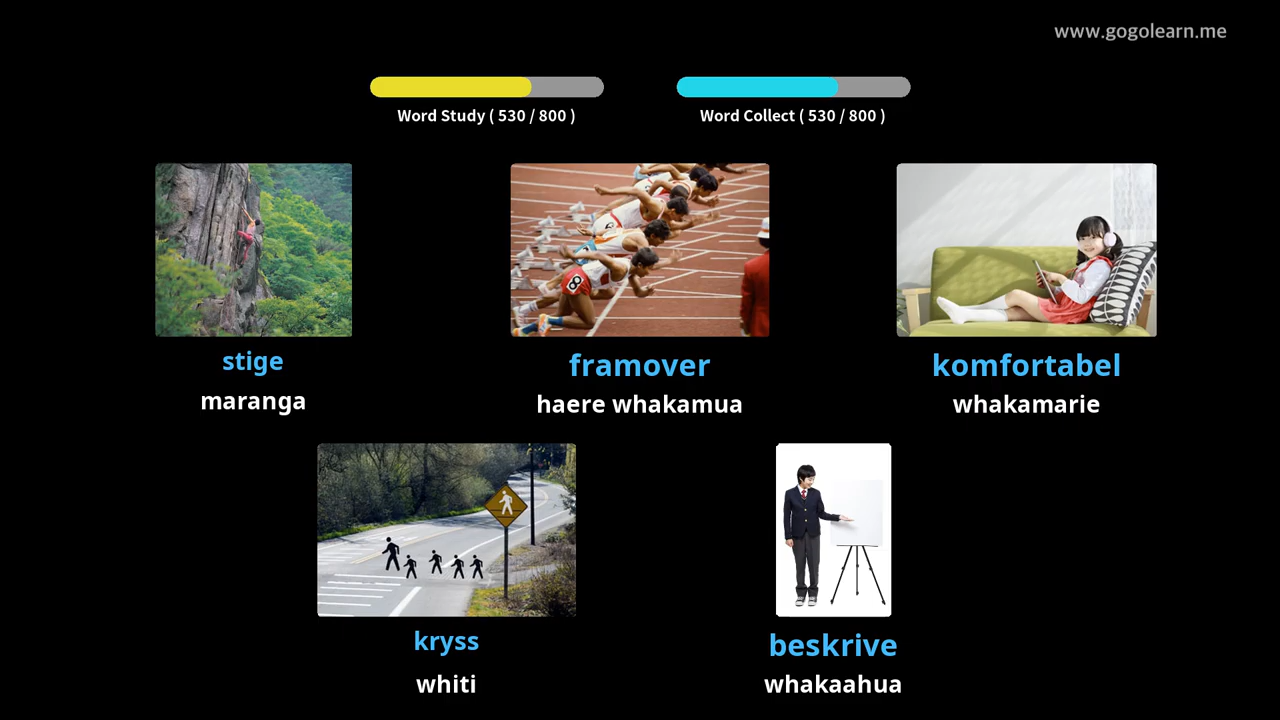 www.gogolearn.me
Word Study ( 530 / 800 )
Word Collect ( 530 / 800 )
stige
maranga
framover
haere whakamua
komfortabel
whakamarie
kryss
whiti
beskrive
whakaahua